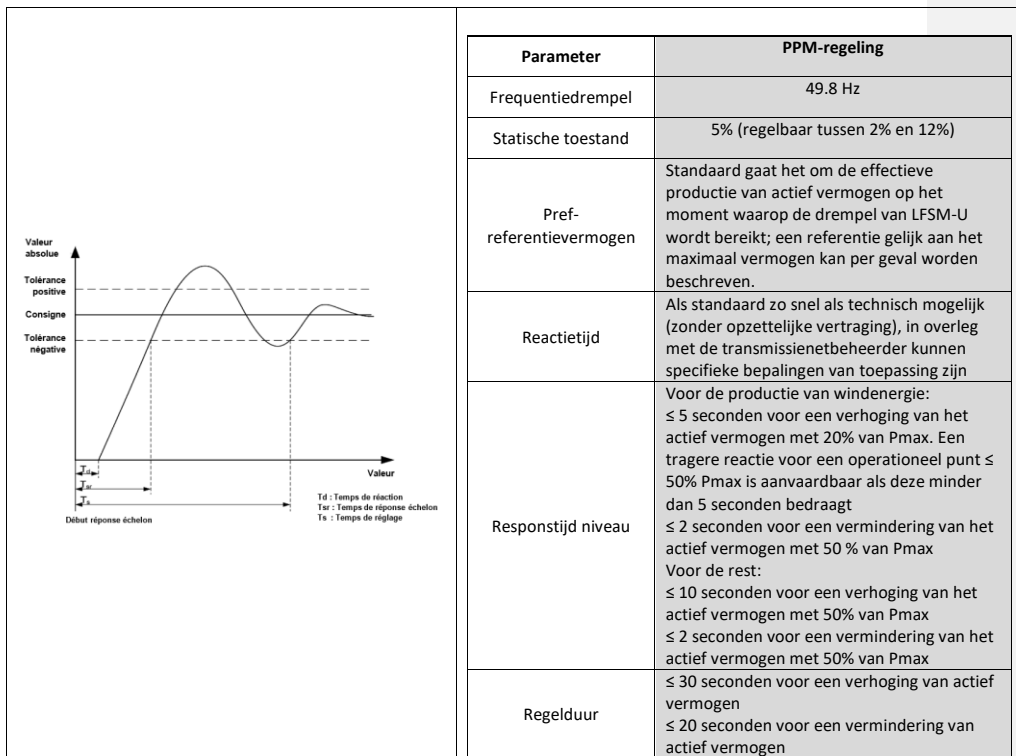 Valeur
absolue
Tolérance
positive
Consigne
Tolérance
négative
Td
Tsr
Ts
Valeur
Td : Temps de réaction
Tsr : Temps de réponse échelon
Ts : Temps de réglage
Début réponse échelon
Parameter
PPM-regeling
Frequentiedrempel
49.8 Hz
Statische toestand
5% (regelbaar tussen 2% en 12%)
Pref-
referentievermogen
Standaard gaat het om de effectieve
productie van actief vermogen op het
moment waarop de drempel van LFSM-U
wordt bereikt; een referentie gelijk aan het
maximaal vermogen kan per geval worden
beschreven.
Reactietijd
Als standaard zo snel als technisch mogelijk
(zonder opzettelijke vertraging), in overleg
met de transmissienetbeheerder kunnen
specifieke bepalingen van toepassing zijn
Responstijd niveau
Voor de productie van windenergie:
≤ 5 seconden voor een verhoging van het
actief vermogen met 20% van Pmax. Een
tragere reactie voor een operationeel punt ≤
50% Pmax is aanvaardbaar als deze minder
dan 5 seconden bedraagt
≤ 2 seconden voor een vermindering van het
actief vermogen met 50 % van Pmax
Voor de rest:
≤ 10 seconden voor een verhoging van het
actief vermogen met 50% van Pmax
≤ 2 seconden voor een vermindering van het
actief vermogen met 50% van Pmax
Regelduur
≤ 30 seconden voor een verhoging van actief
vermogen
≤ 20 seconden voor een vermindering van
actief vermogen